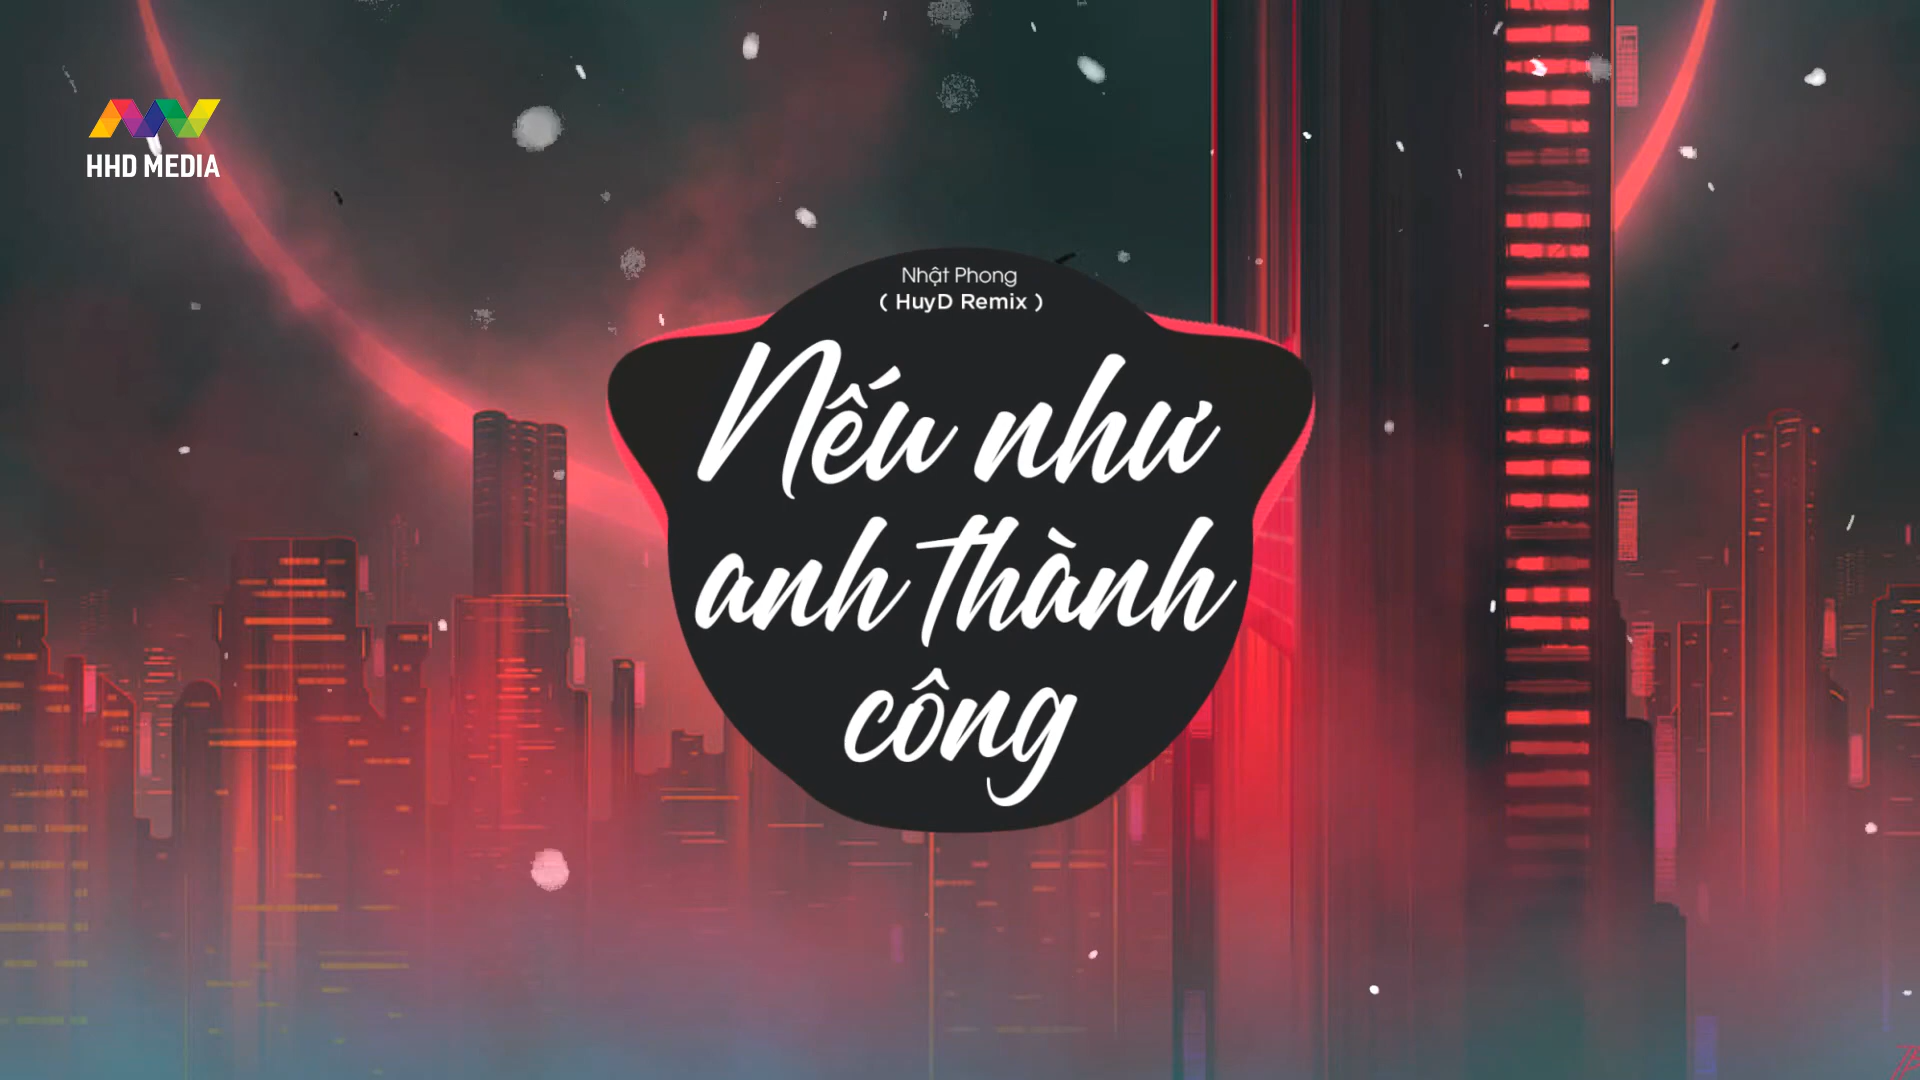 HHD MEDIA
Nhật Phong
( HuyD Remix )
Nếu như
anh thành
công